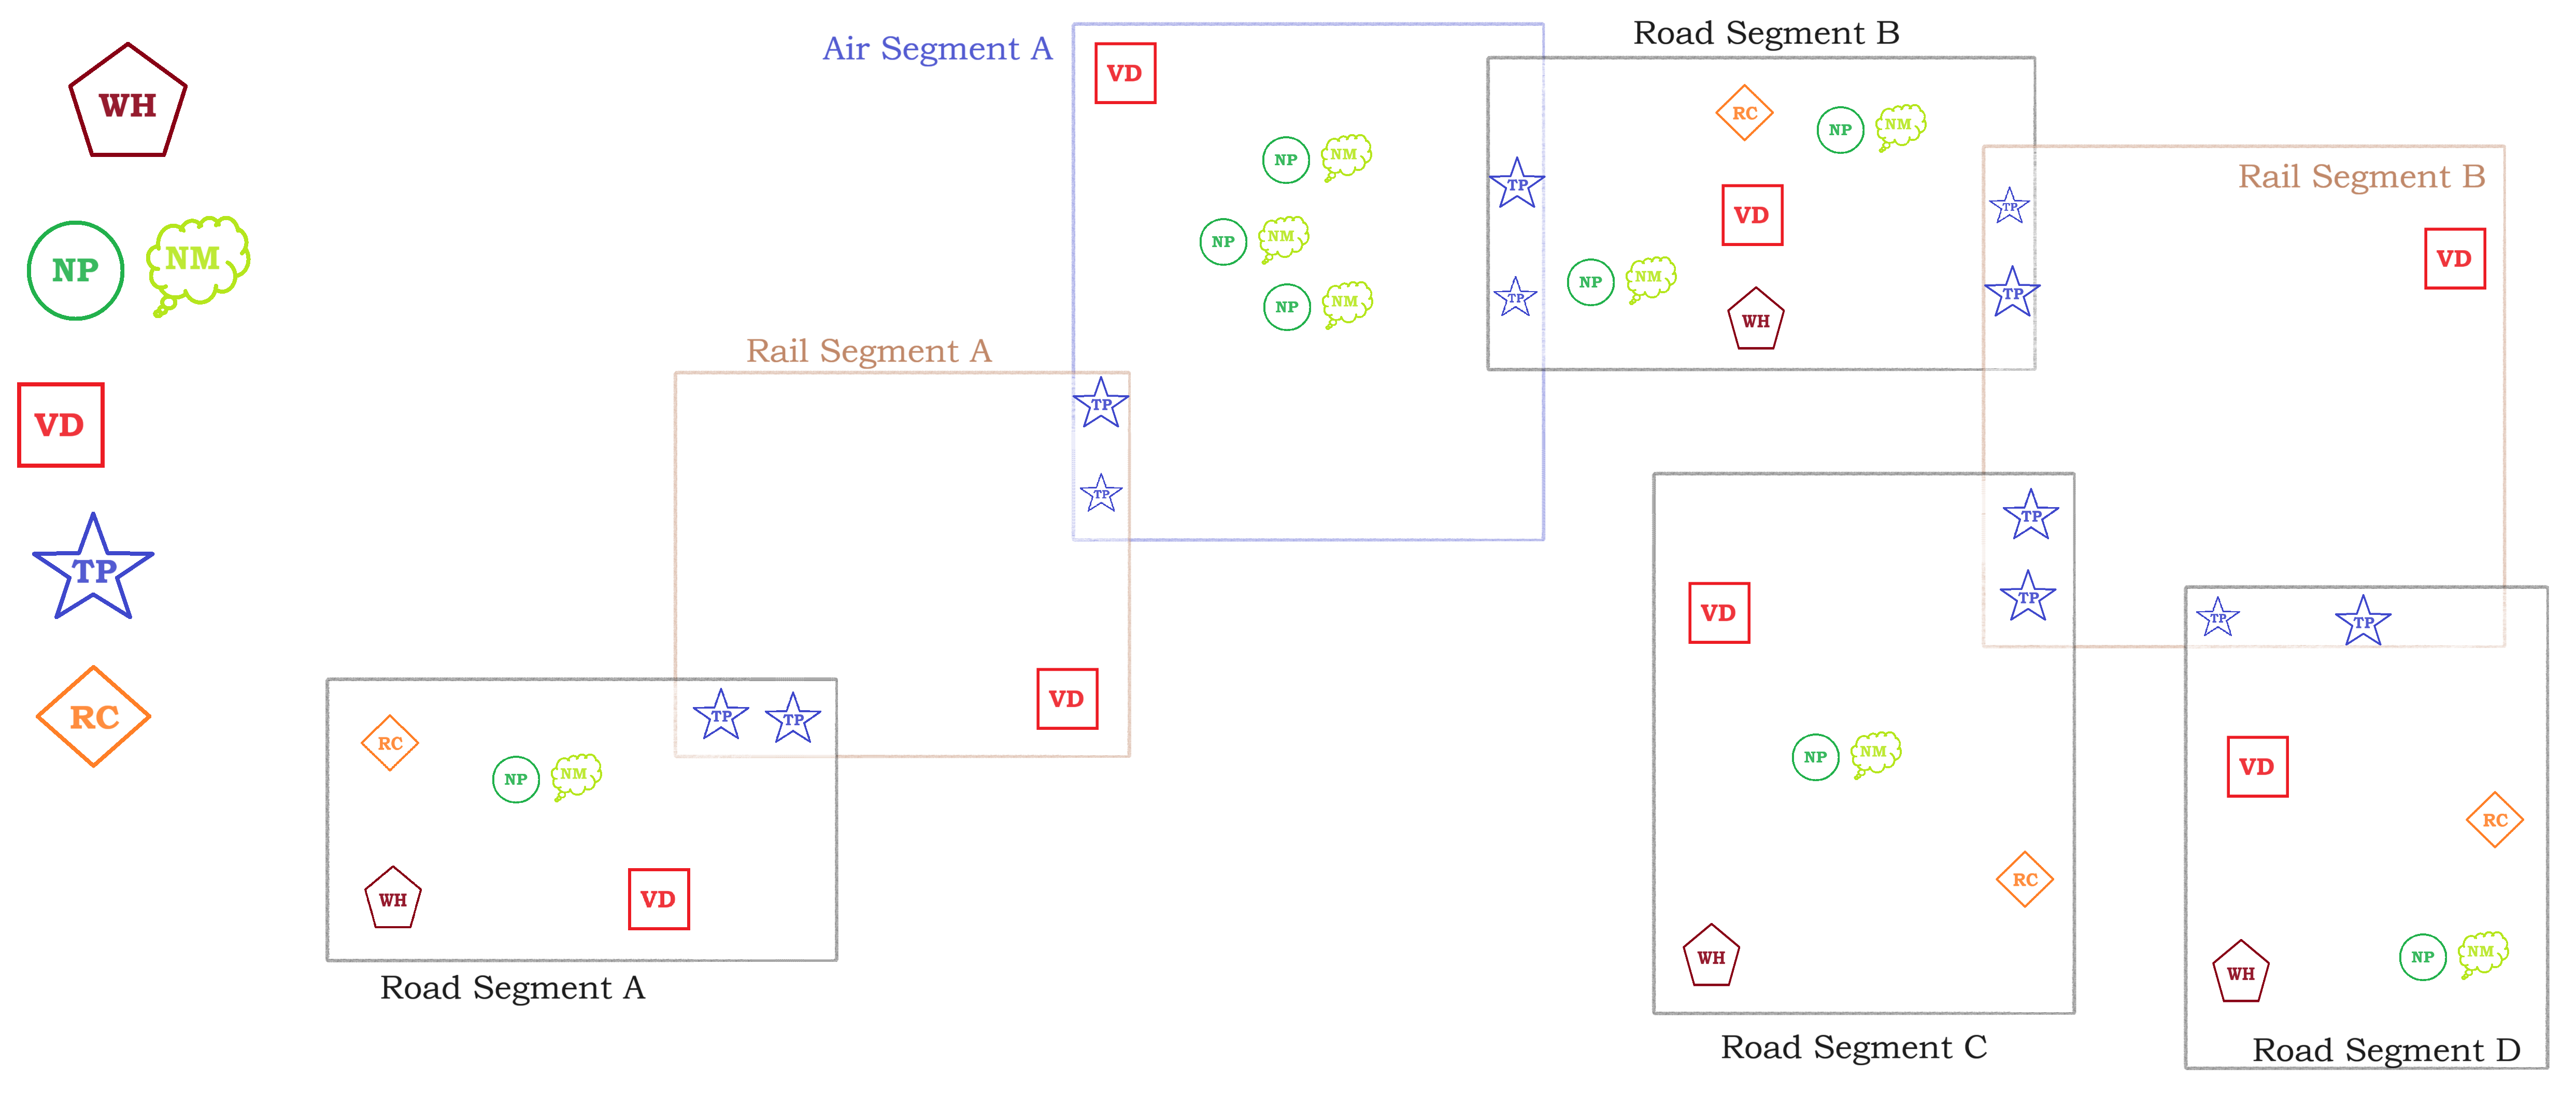 WH
NP
NM
VD
TP
RC
Air Segment A
VD
NP
NM
NP
NM
NP
NM
Rail Segment A
TP
TP
VD
RC
NP
NM
TP
TP
WH
VD
Road Segment A
Road Segment B
RC
NP
NM
TP
VD
TP
NP
NM
WH
TP
TP
Rail Segment B
VD
TP
TP
VD
NP
NM
RC
WH
Road Segment C
TP
TP
VD
RC
NP
NM
WH
Road Segment D